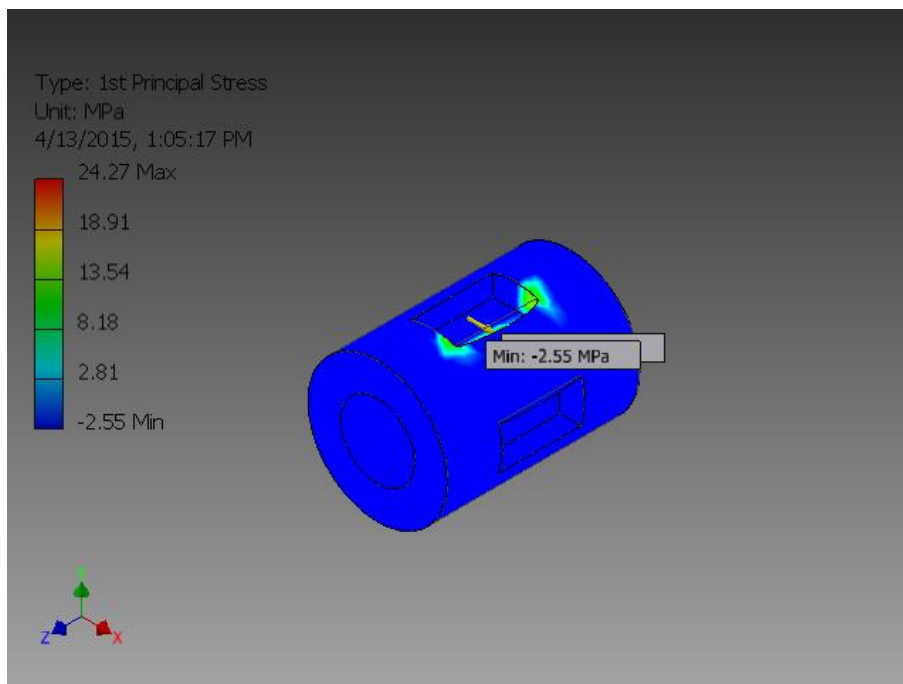 Type: 1st Principal Stress
Unit: MPa
4/13/2015, 1:05:17 PM
24.27 Max
18.91
13.54
8.18
2.81
-2.55 Min
Min: -2.55 MPa
Y
Z
X